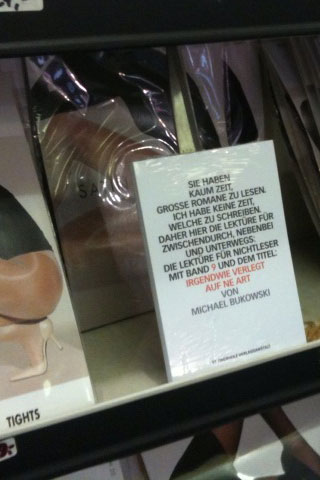 SIE HABEN
KAUM ZEIT,
GROSSE ROMANE ZU LESEN.
ICH HABE KEINE ZEIT,
WELCHE ZU SCHREIBEN.
DAHER HIER DIE LEKTÜRE FÜR
ZWISCHENDURCH, NEBENBEI
UND UNTERWEGS.
DIE LEKTÜRE FÜR NICHTLESER
MIT BAND 9 UND DEM TITEL:
IRGENDWIE VERLEGT
AUF NE ART
VON
MICHAEL BUKOWSKI
TIGHTS